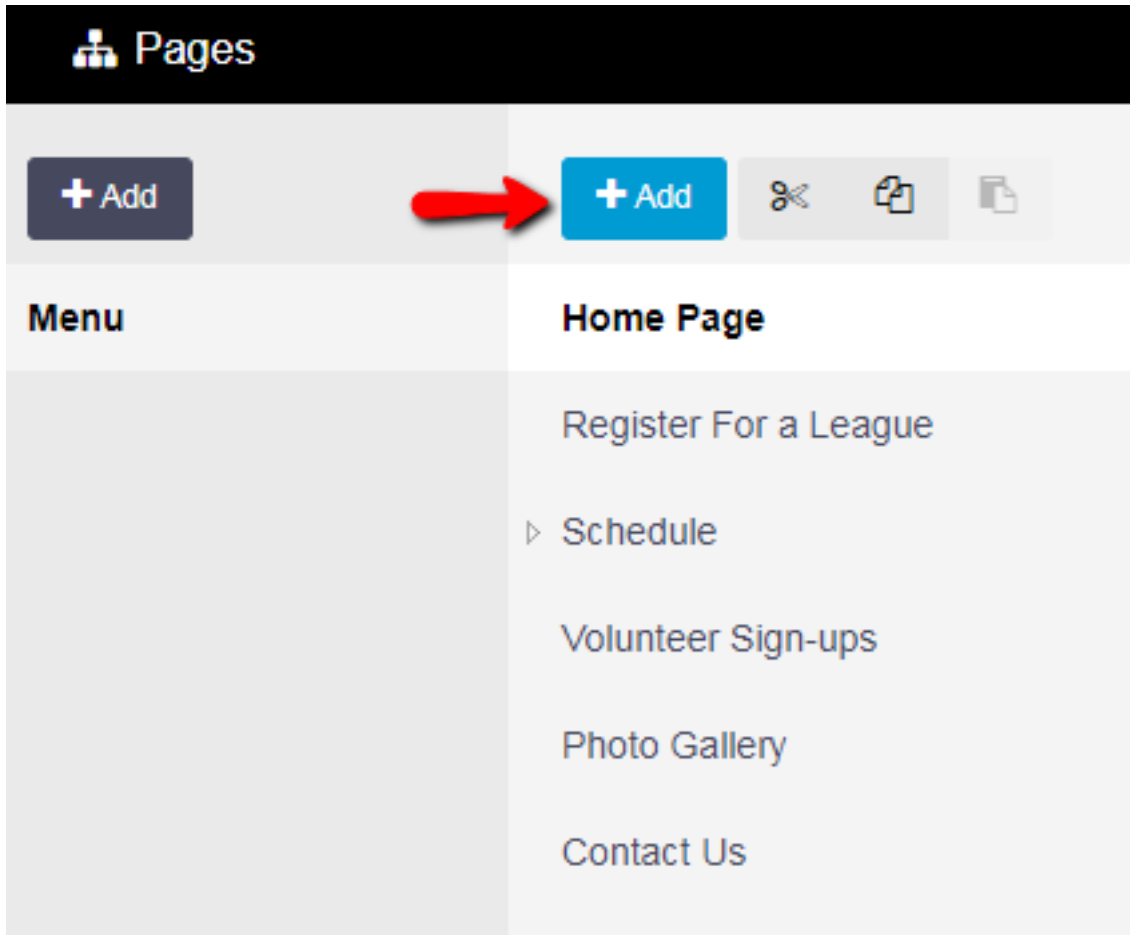 Pages
Add
Add
Menu
Home Page
Register For a League
Schedule
Volunteer Sign-ups
Photo Gallery
Contact Us